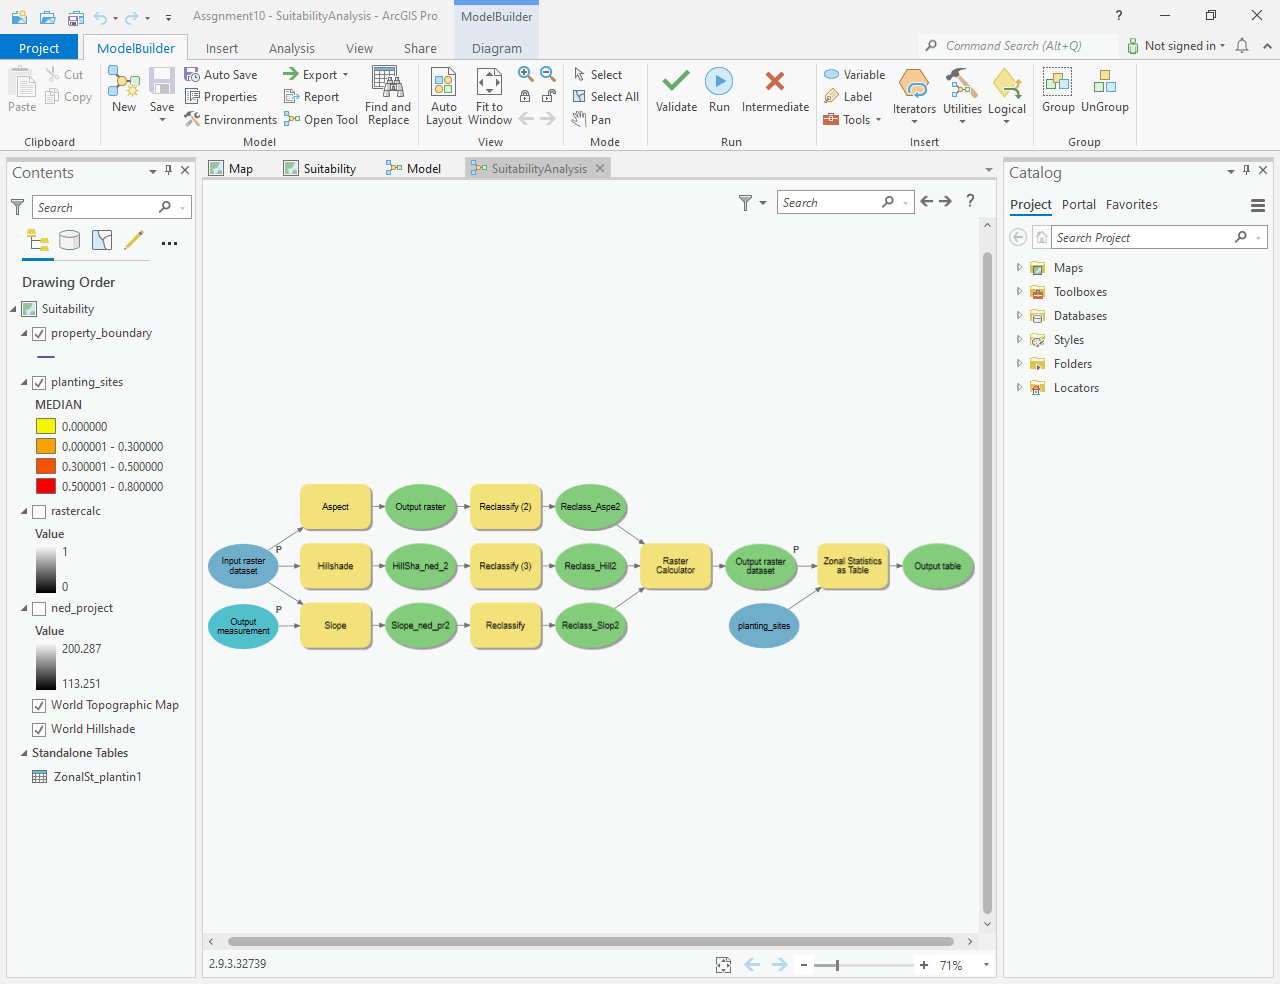 Assgnment10 - SuitabilityAnalysis - ArcGIS Pro
ModelBuilder
?
Project
ModelBuilder
Insert
Analysis
View
Share
Diagram
Command Search (Alt+Q)
Not signed in
Paste
Cut
Copy
Clipboard
New
Save
Auto Save
Properties
Environments
Export
Report
Open Tool
Find and
Replace
Model
Auto
Layout
Fit to
Window
View
Select
Select All
Pan
Mode
Validate
Run
Intermediate
Run
Variable
Label
Tools
Iterators
Utilities
Logical
Insert
Group
UnGroup
Group
Contents
Search
Drawing Order
Suitability
property_boundary
planting_sites
MEDIAN
0.000000
0.000001 - 0.300000
0.300001 - 0.500000
0.500001 - 0.800000
rastercalc
Value
1
0
ned_project
Value
200.287
113.251
World Topographic Map
World Hillshade
Standalone Tables
ZonalSt_plantin1
Map
Suitability
Model
SuitabilityAnalysis
Search
?
Aspect
Output raster
Reclassify (2)
Reclass_Aspe2
Input raster
dataset
P
Hillshade
HillSha_ned_2
Reclassify (3)
Reclass_Hill2
Raster
Calculator
Output raster
dataset
P
Zonal Statistics
as Table
Output table
Output
measurement
P
Slope
Slope_ned_pr2
Reclassify
Reclass_Slop2
planting_sites
2.9.3.32739
71%
Catalog
Project
Portal
Favorites
Search Project
Maps
Toolboxes
Databases
Styles
Folders
Locators